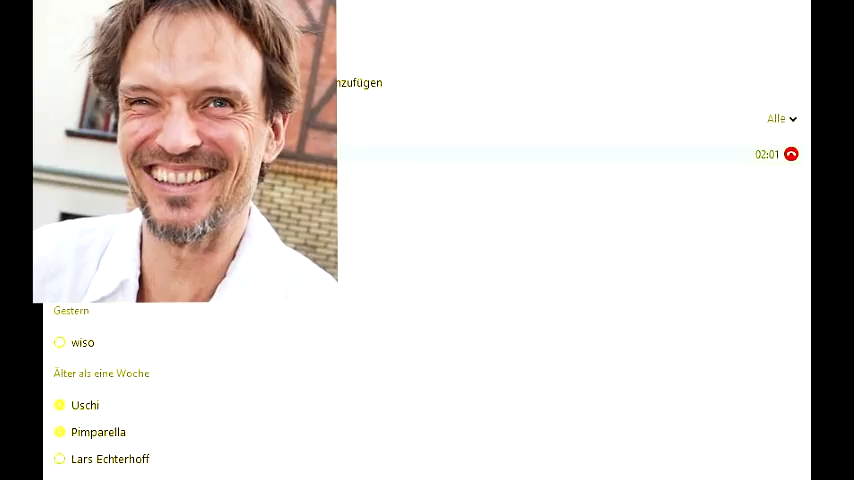 nzufügen
Alle
02:01
Gestern
wiso
Älter als eine Woche
Uschi
Pimparella
Lars Echterhoff